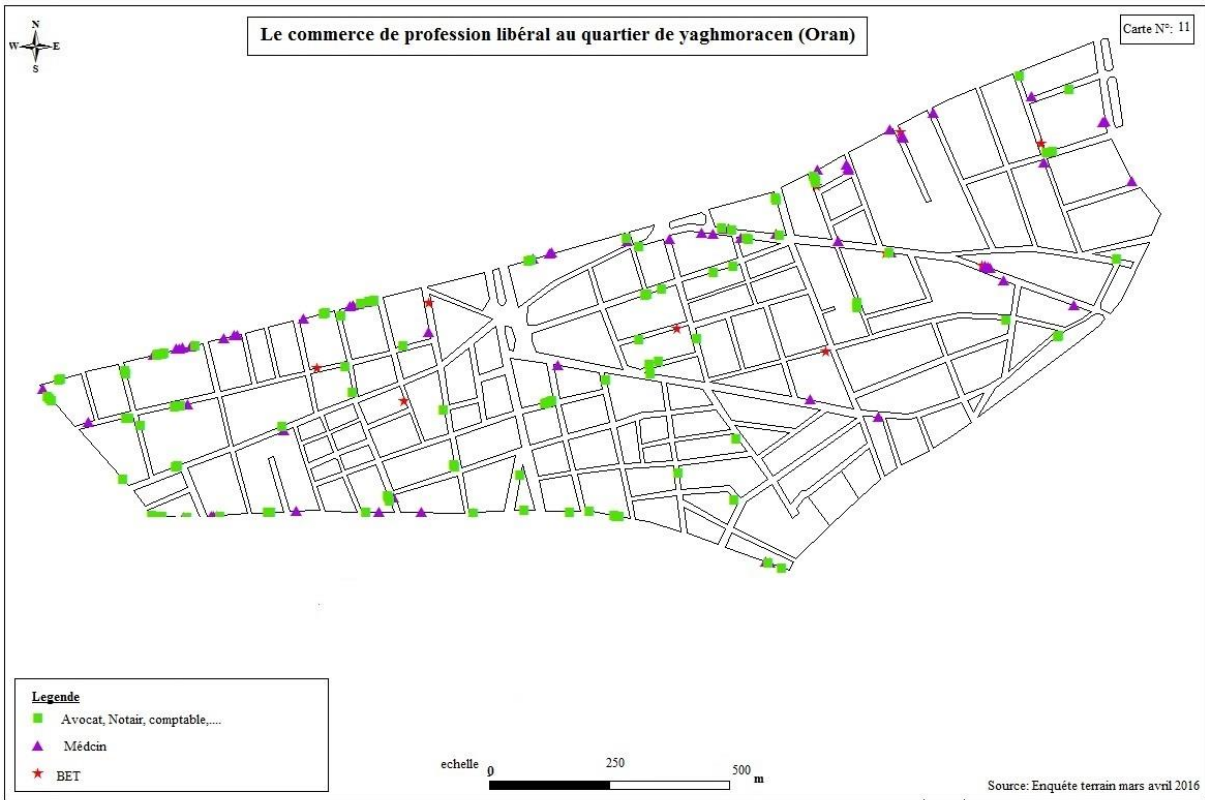 Le commerce de profession libéral au quartier de yaghmoracen (Oran)
Carte N°: 11
N
W E
S
Legende
Avocat, Notair, comptable,....
Médcin
BET
echelle 0 250 500 m
Source: Enquéte terrain mars avril 2016